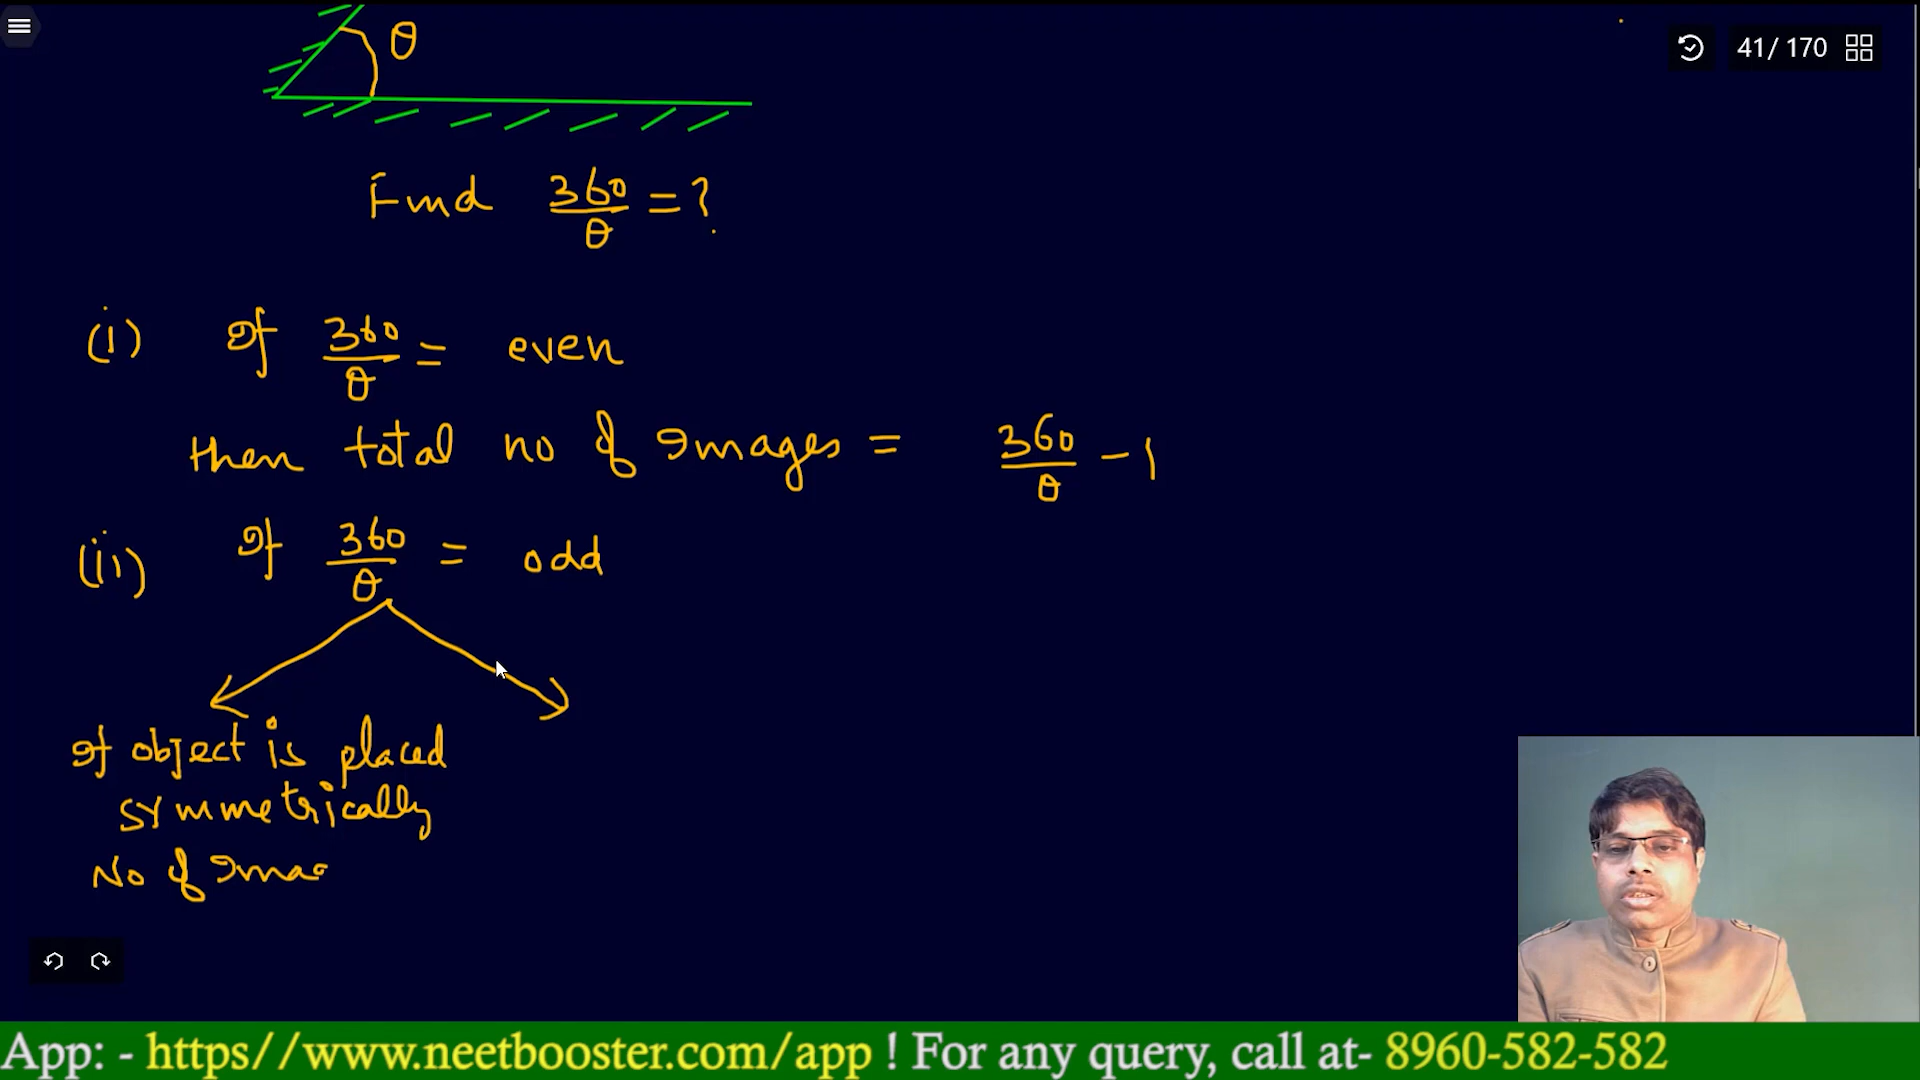 θ
41/ 170
Find 360/θ = ?
(i) If 360/θ = even
then total no of Images = 360/θ - 1
(ii) If 360/θ = odd
If object is placed
symmetrically
No of Imag
App: - https//www.neetbooster.com/app ! For any query, call at- 8960-582-582